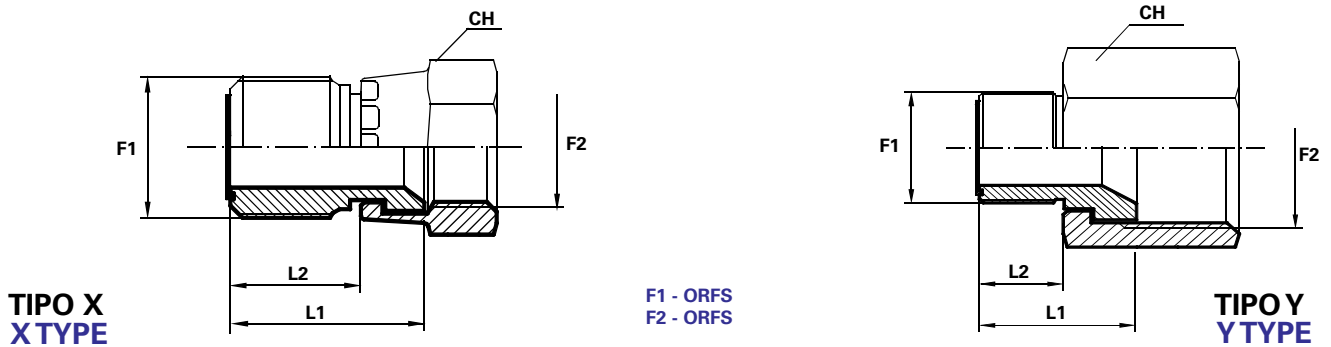 CH
F1
F2
L2
L1
TIPO X
X TYPE
F1 - ORFS
F2 - ORFS
CH
F1
F2
L2
L1
TIPO Y
Y TYPE